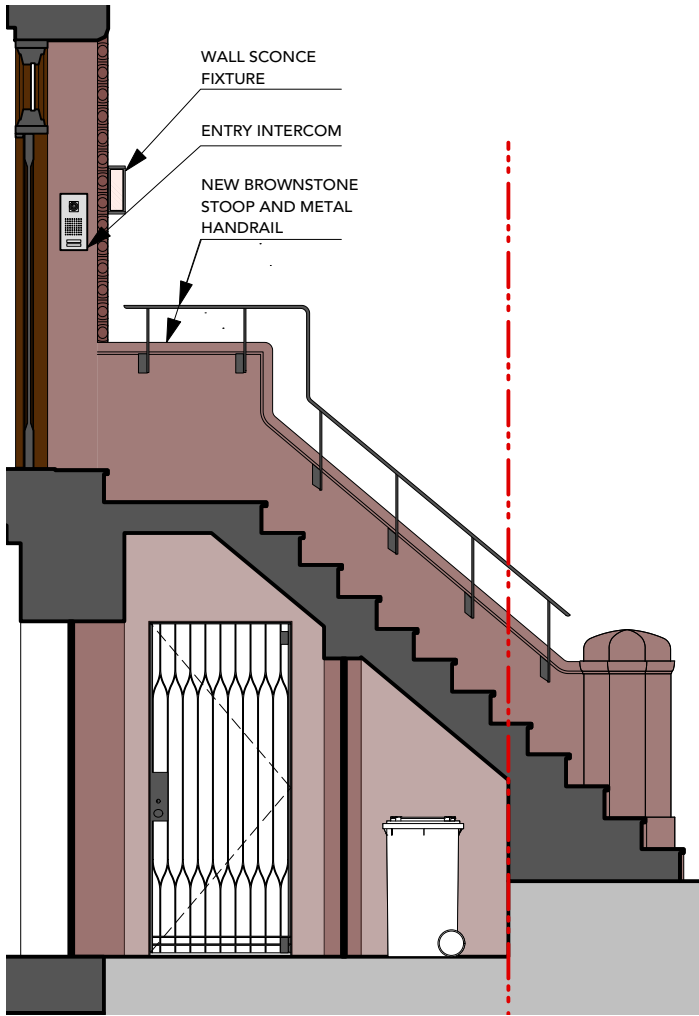 WALL SCONCE
FIXTURE
ENTRY INTERCOM
NEW BROWNSTONE
STOOP AND METAL
HANDRAIL